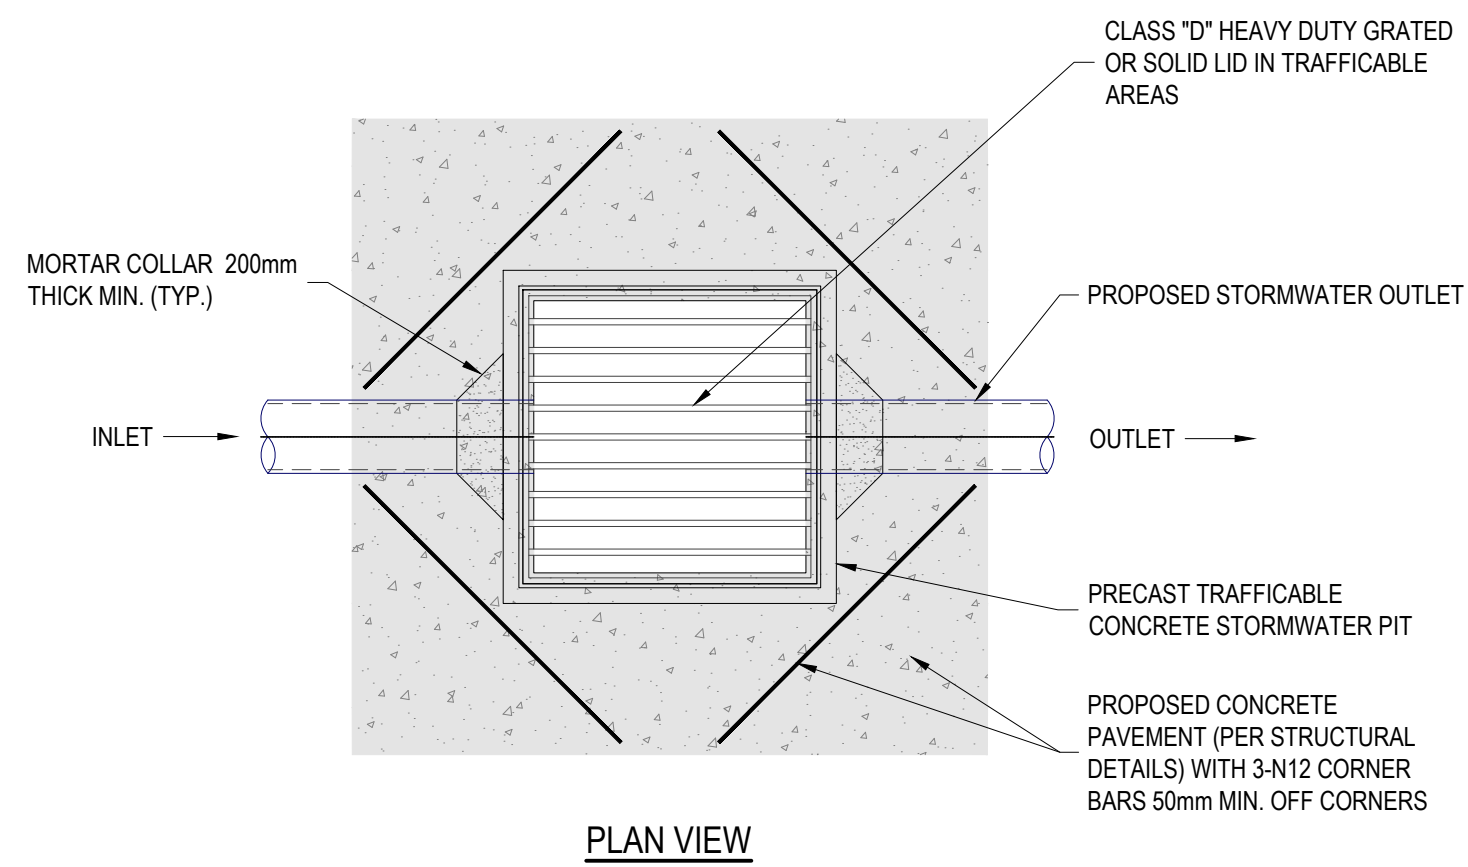 CLASS "D" HEAVY DUTY GRATED
OR SOLID LID IN TRAFFICABLE
AREAS
MORTAR COLLAR 200mm
THICK MIN. (TYP.)
PROPOSED STORMWATER OUTLET
INLET
OUTLET
PRECAST TRAFFICABLE
CONCRETE STORMWATER PIT
PROPOSED CONCRETE
PAVEMENT (PER STRUCTURAL
DETAILS) WITH 3-N12 CORNER
BARS 50mm MIN. OFF CORNERS
PLAN VIEW